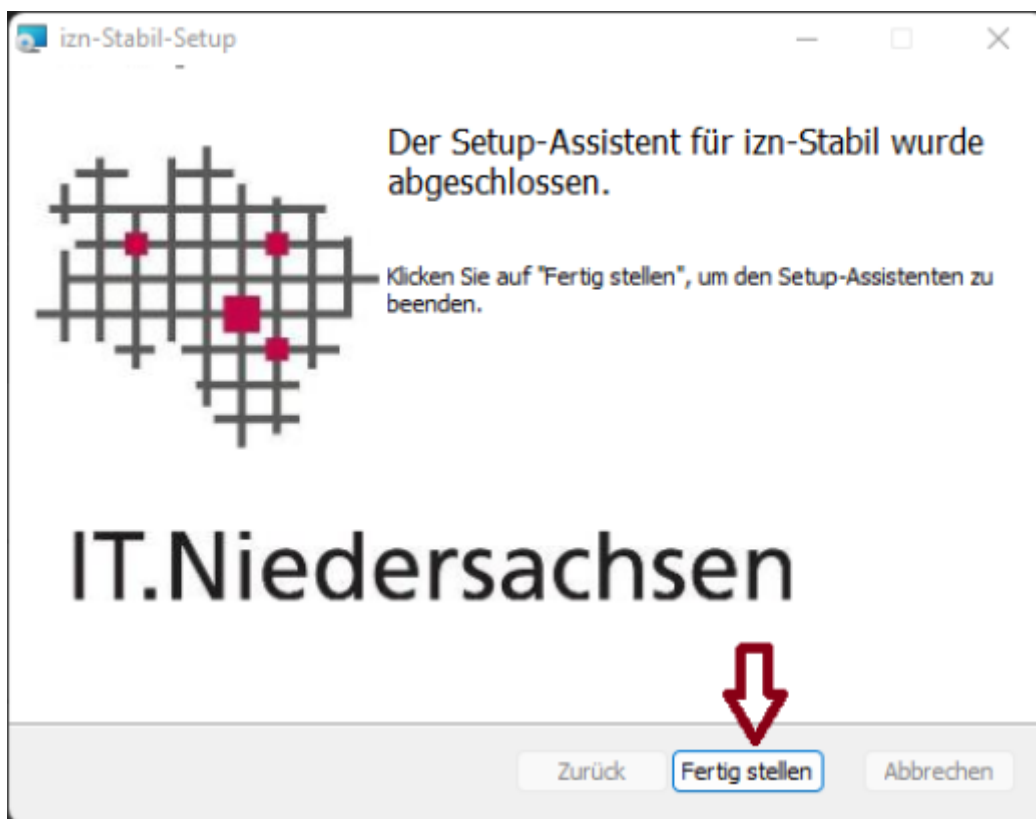 izn-Stabil-Setup
Der Setup-Assistent für izn-Stabil wurde
abgeschlossen.
Klicken Sie auf "Fertig stellen", um den Setup-Assistenten zu
beenden.
IT.Niedersachsen
Zurück
Fertig stellen
Abbrechen